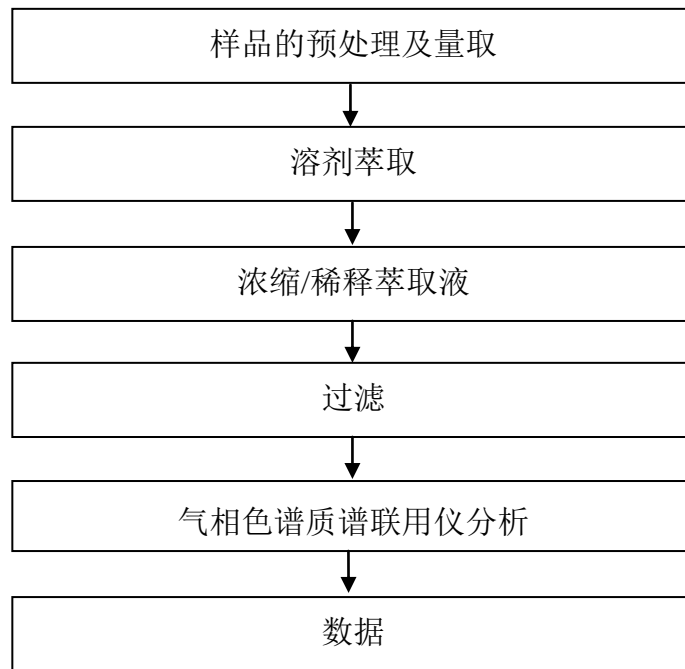 样品的预处理及量取
溶剂萃取
浓缩/稀释萃取液
过滤
气相色谱质谱联用仪分析
数据